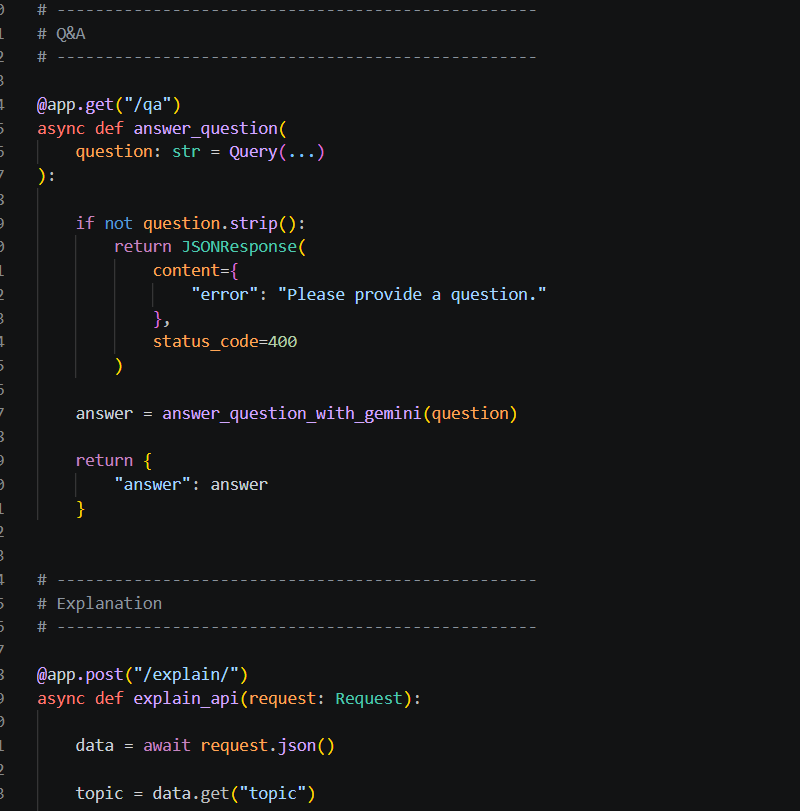 # --------------------------------------------------
# Q&A
# --------------------------------------------------
@app.get("/qa")
async def answer_question(
    question: str = Query(...)
):
    if not question.strip():
        return JSONResponse(
            content={
                "error": "Please provide a question."
            },
            status_code=400
        )
    answer = answer_question_with_gemini(question)
    return {
        "answer": answer
    }
# --------------------------------------------------
# Explanation
# --------------------------------------------------
@app.post("/explain/")
async def explain_api(request: Request):
    data = await request.json()
    topic = data.get("topic")